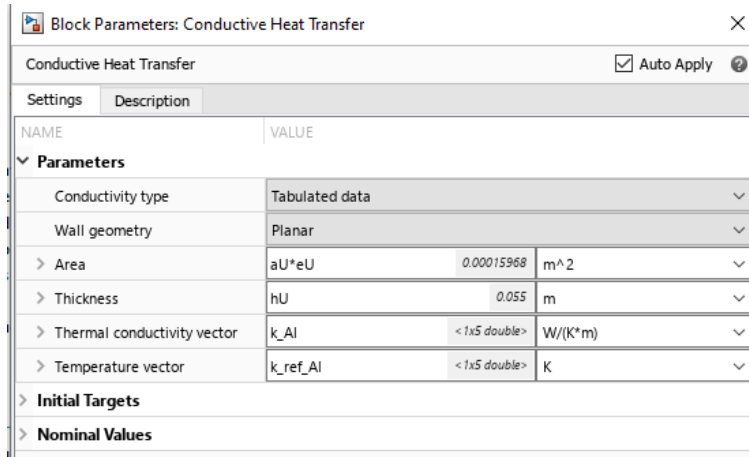 Block Parameters: Conductive Heat Transfer
Conductive Heat Transfer Auto Apply
Settings Description
NAME VALUE
Parameters
Conductivity type Tabulated data
Wall geometry Planar
Area aU*eU 0.00015968 m^2
Thickness hU 0.055 m
Thermal conductivity vector k_Al <1x5 double> W/(K*m)
Temperature vector k_ref_Al <1x5 double> K
Initial Targets
Nominal Values